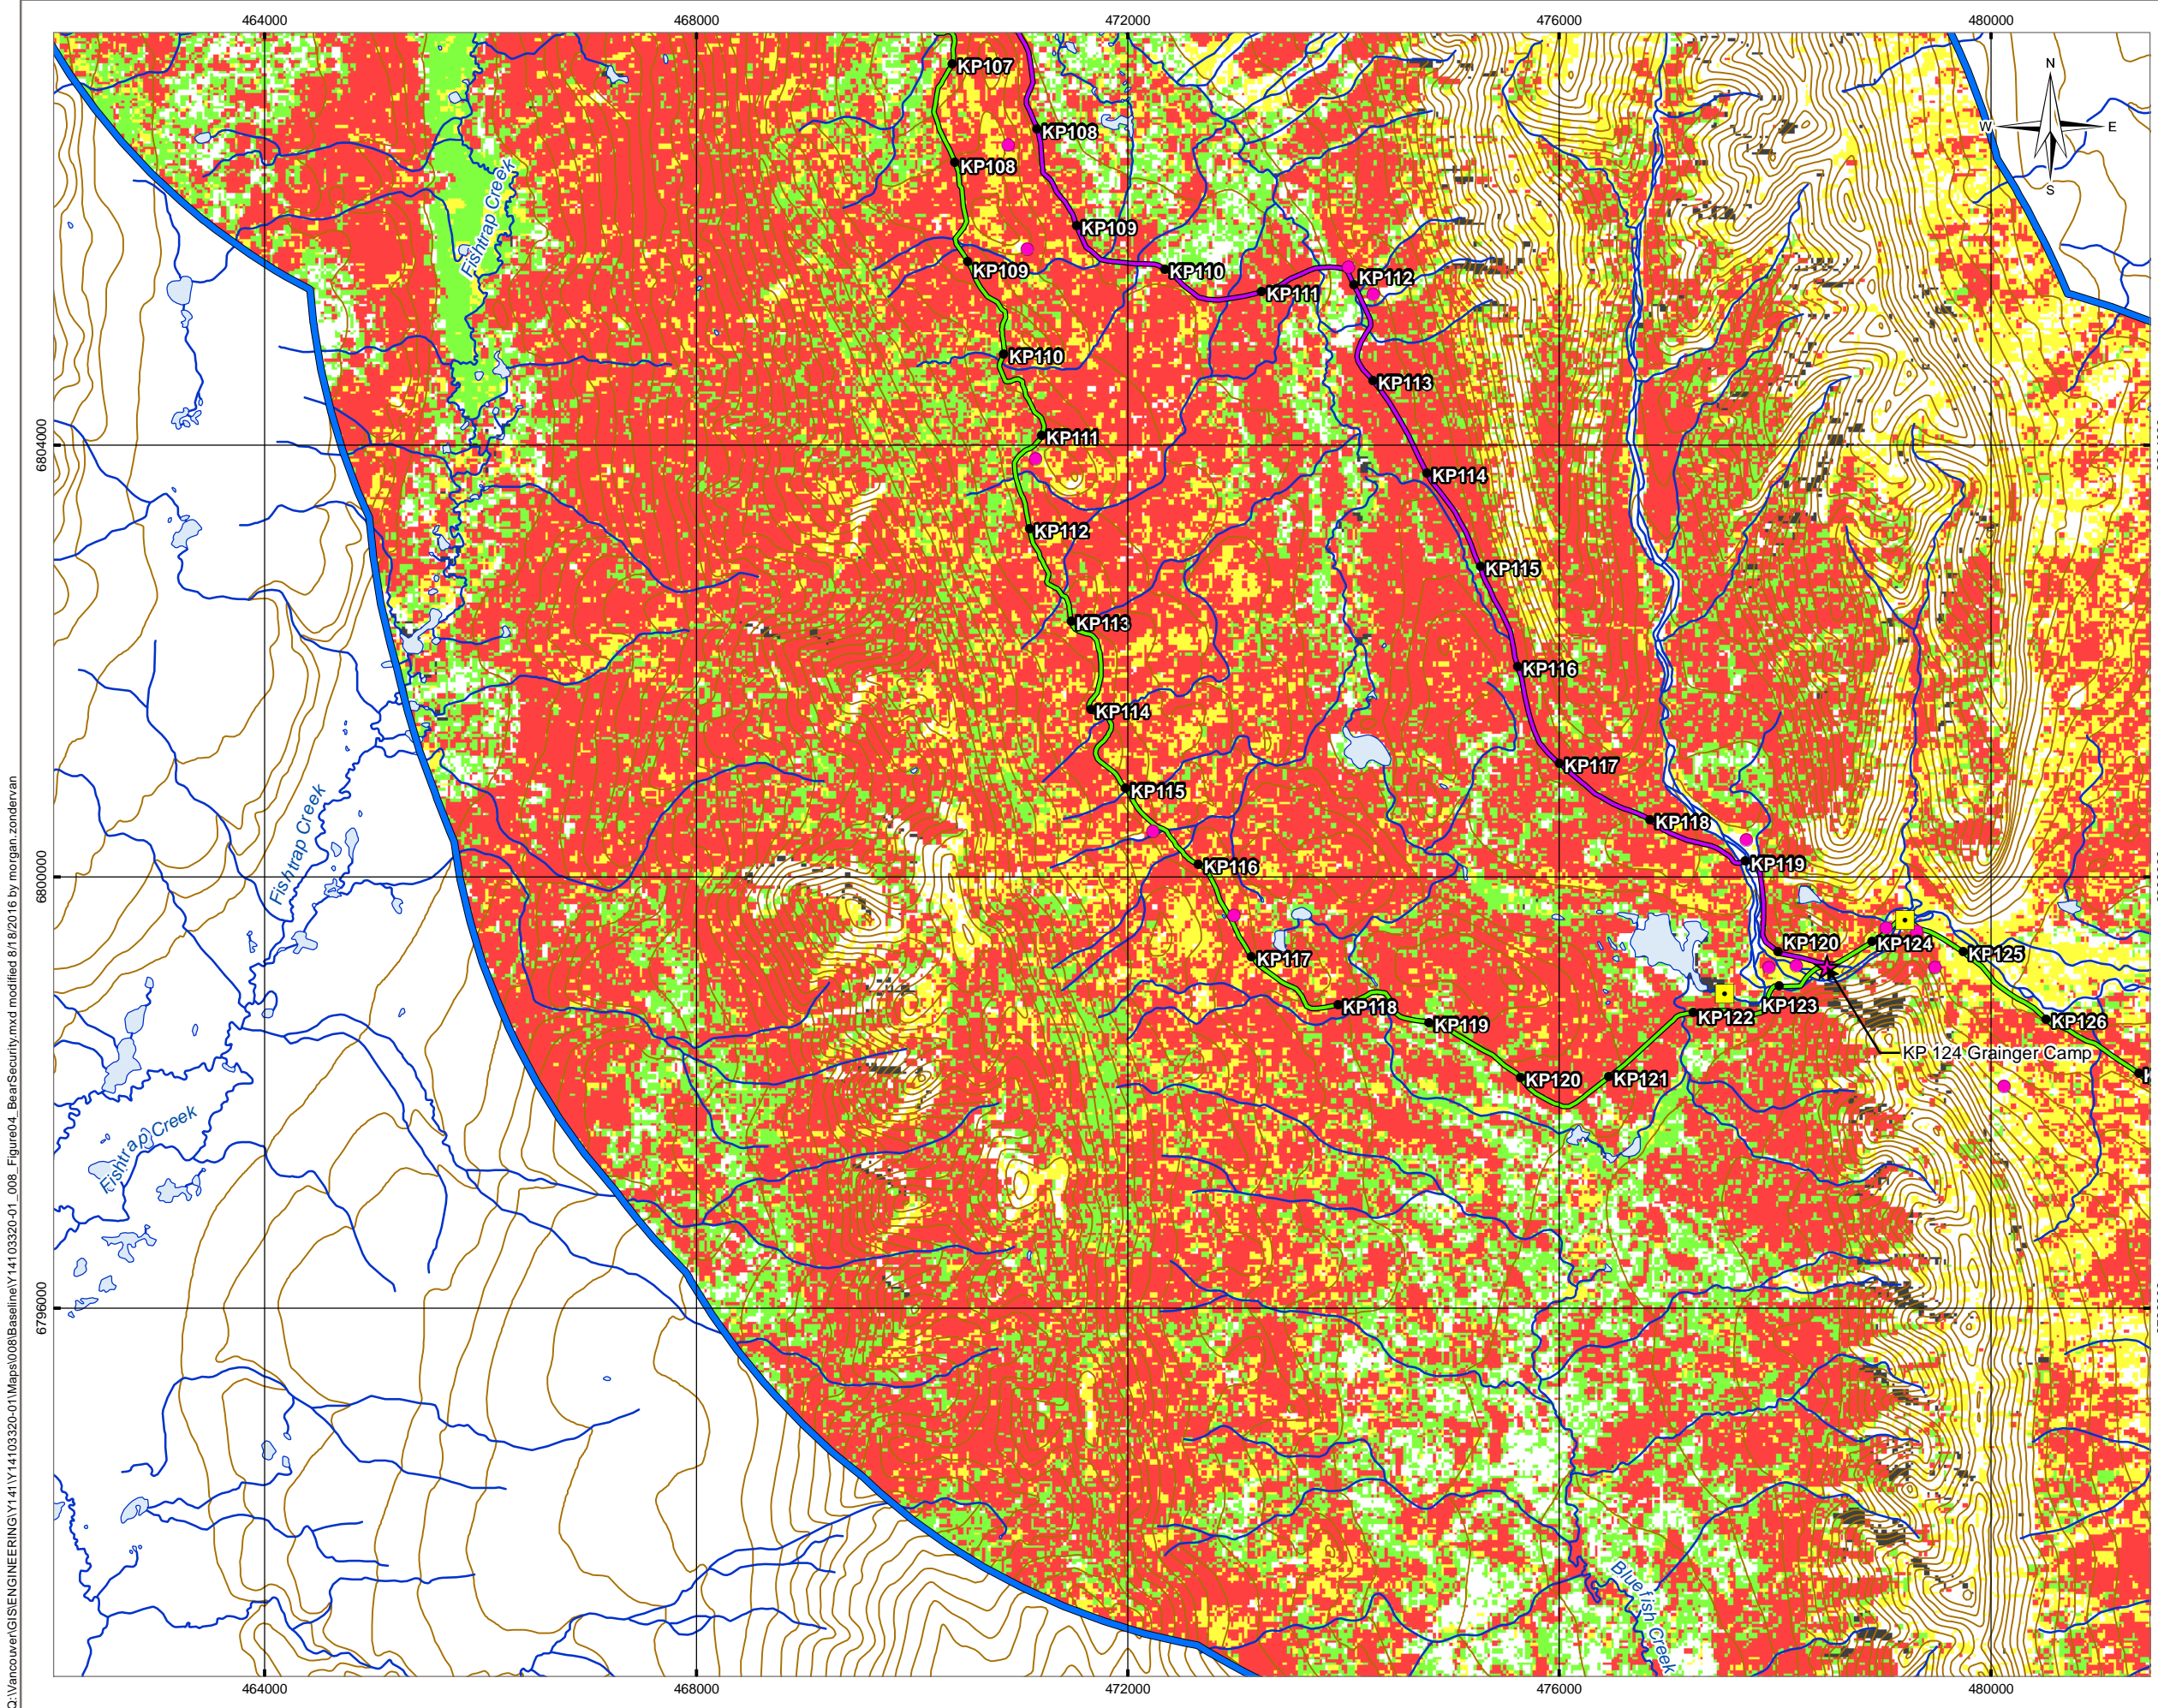 464000
468000
472000
476000
480000
N
W
E
S
KP107
KP108
KP108
KP109
KP109
KP110
KP111
KP112
KP110
KP113
KP111
KP114
KP112
KP115
KP113
KP116
KP114
KP117
KP115
KP118
KP116
KP119
KP117
KP120
KP124
KP125
KP118
KP119
KP122
KP123
KP126
KP120
KP121
K
KP 124 Grainger Camp
Fishtrap Creek
Fishtrap Creek
Fishtrap Creek
Bluefish Creek
6804000
6800000
6796000
Q:\Vancouver\GIS\ENGINEERING\Y141\Y14103320-01\Maps\008\Baseline\Y14103320-01_008_Figure04_BearSecurity.mxd modified 8/18/2016 by morgan.zondervan
464000
468000
472000
476000
480000